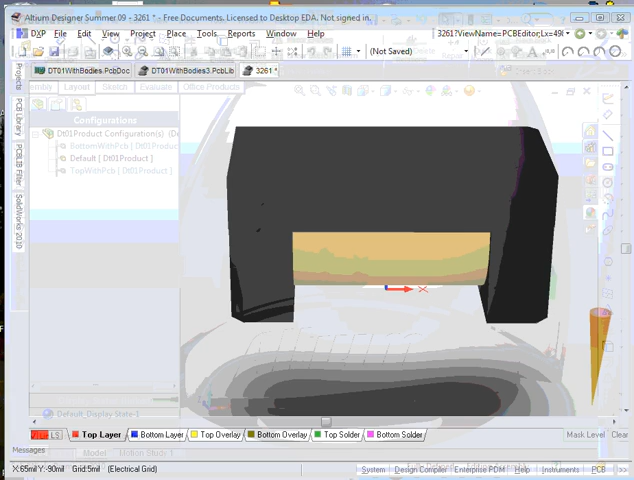 Altium Designer Summer 09 - 3261 * - Free Documents. Licensed to Desktop EDA. Not signed in.
DXP File Edit View Project Place Tools Reports Window Help
3261?ViewName=PCBEditor;Lx=49
(Not Saved)
DT01WithBodies.PcbDoc DT01WithBodies3.PcbLib 3261 *
Layout Sketch Evaluate Office Products
Projects
PCB Library
PCBLIB Filter
SolidWorks 2010
Configurations
Dt01Product Configuration(s)
BottomWithPcb [ Dt01Product
Default [ Dt01Product ]
TopWithPcb [ Dt01Product
X
Default_Display State-1
LS Top Layer Bottom Layer Top Overlay Bottom Overlay Top Solder Bottom Solder Mask Level Clear
Messages
Model Motion Study 1
X:65mil Y:-90mil Grid:5mil (Electrical Grid) System Design Compiler Enterprise PDM Help Instruments PCB >>